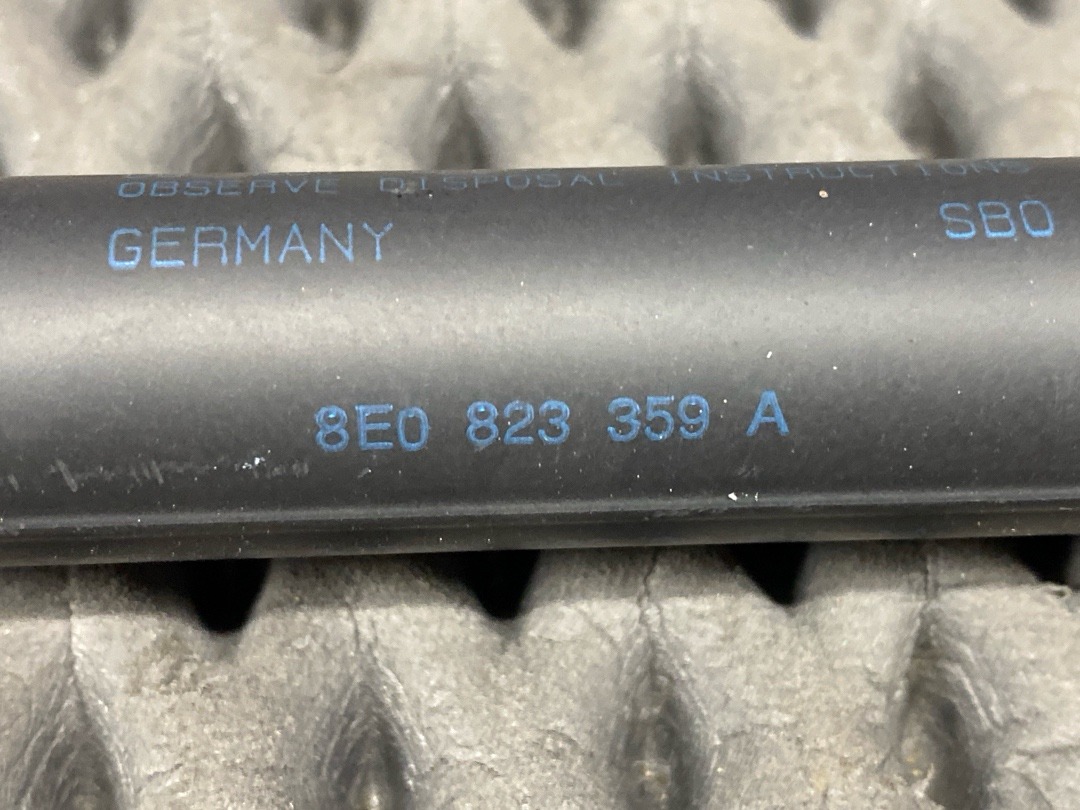 OBSERVE DISPOSAL INSTRUCTIONS
GERMANY
SBO
8E0 823 359 A